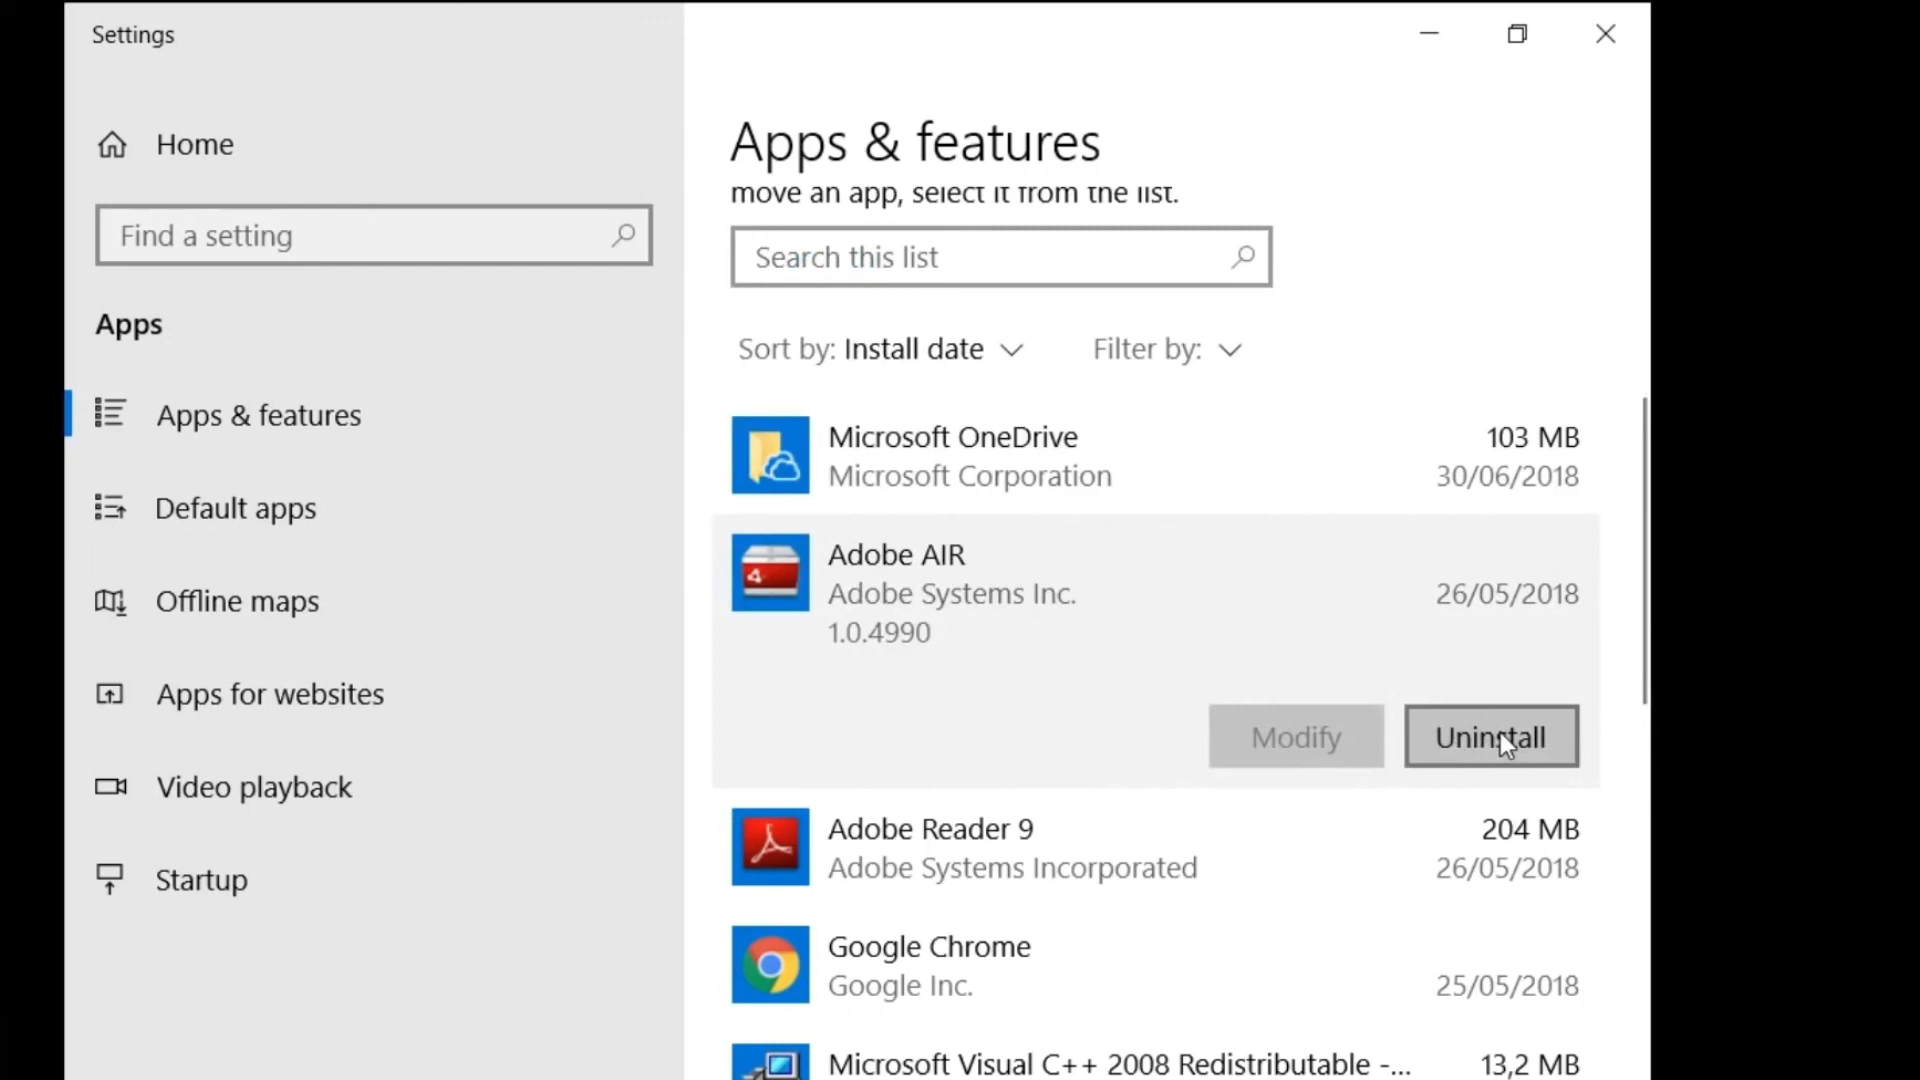 Settings
Home
Find a setting
Apps
Apps & features
Default apps
Offline maps
Apps for websites
Video playback
Startup
Apps & features
move an app, select it from the list.
Search this list
Sort by: Install date
Filter by:
Microsoft OneDrive
103 MB
Microsoft Corporation
30/06/2018
Adobe AIR
Adobe Systems Inc.
26/05/2018
1.0.4990
Modify
Uninstall
Adobe Reader 9
204 MB
Adobe Systems Incorporated
26/05/2018
Google Chrome
Google Inc.
25/05/2018
Microsoft Visual C++ 2008 Redistributable -...
13,2 MB